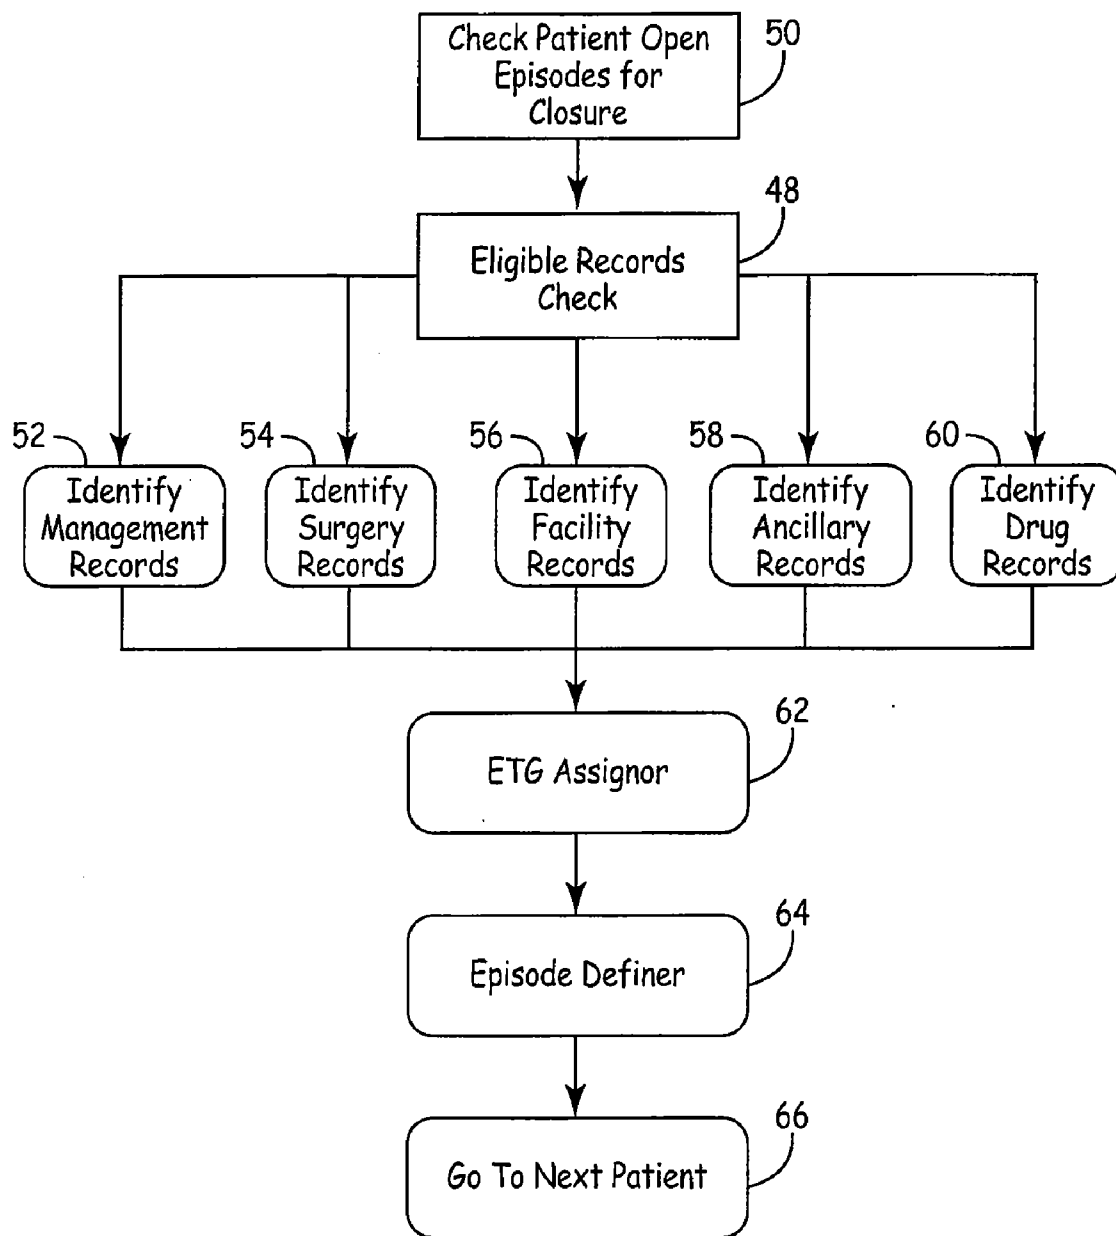 Check Patient Open
Episodes for
Closure
50
48
Eligible Records
Check
52
54
56
58
60
Identify
Management
Records
Identify
Surgery
Records
Identify
Facility
Records
Identify
Ancillary
Records
Identify
Drug
Records
62
ETG Assignor
64
Episode Definer
66
Go To Next Patient